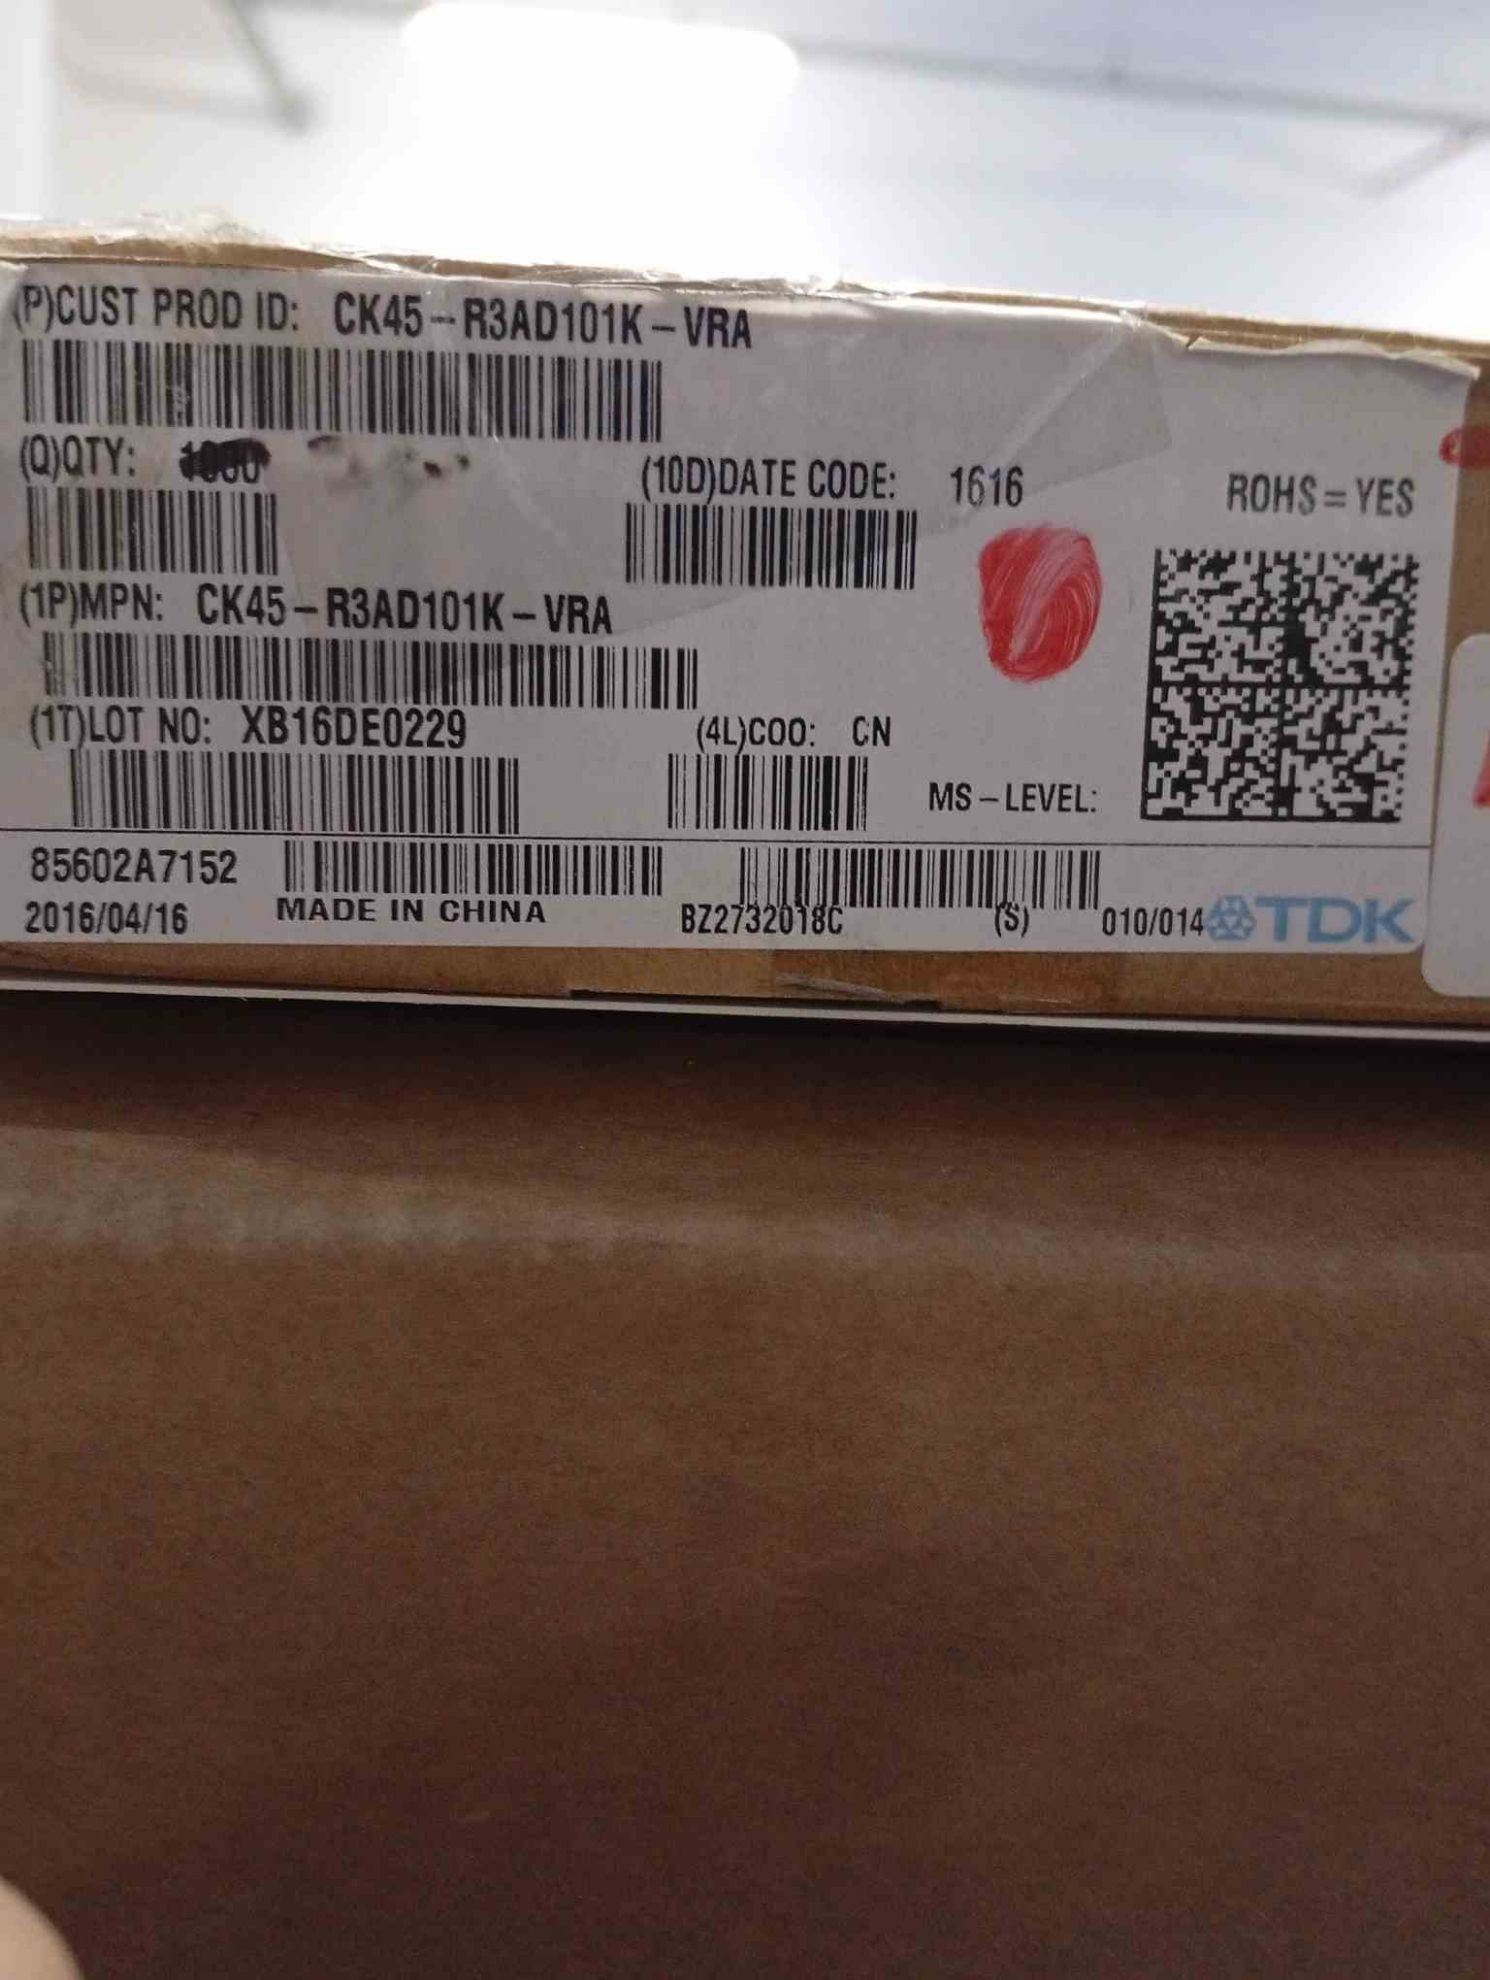 (P)CUST PROD ID: CK45-R3AD101K-VRA
(Q)QTY: 1000
(10D)DATE CODE: 1616
ROHS=YES
(1P)MPN: CK45-R3AD101K-VRA
(1T)LOT NO: XB16DE0229
(4L)COO: CN
MS-LEVEL:
85602A7152
2016/04/16
MADE IN CHINA
BZ2732018C
(S)
010/014
TDK